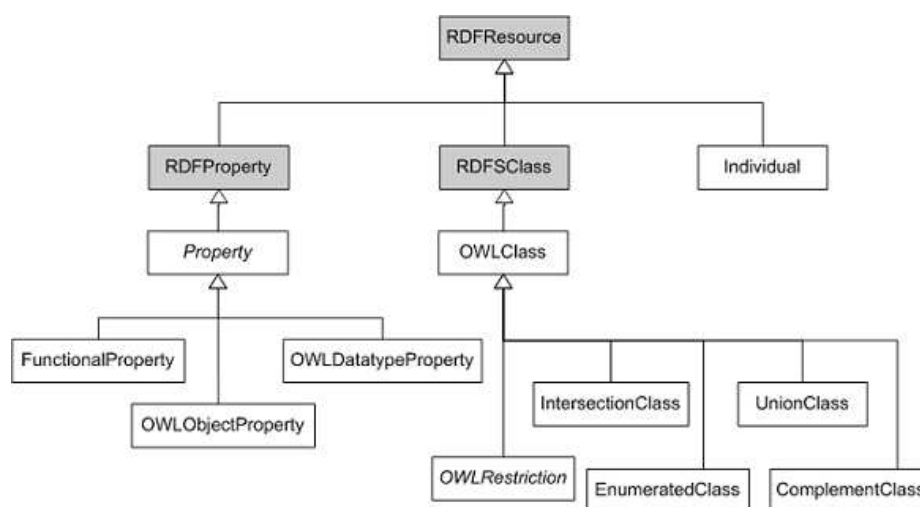 RDFResource
RDFProperty
RDFSClass
Individual
Property
OWLClass
FunctionalProperty
OWLDatatypeProperty
IntersectionClass
UnionClass
OWLObjectProperty
OWLRestriction
EnumeratedClass
ComplementClass